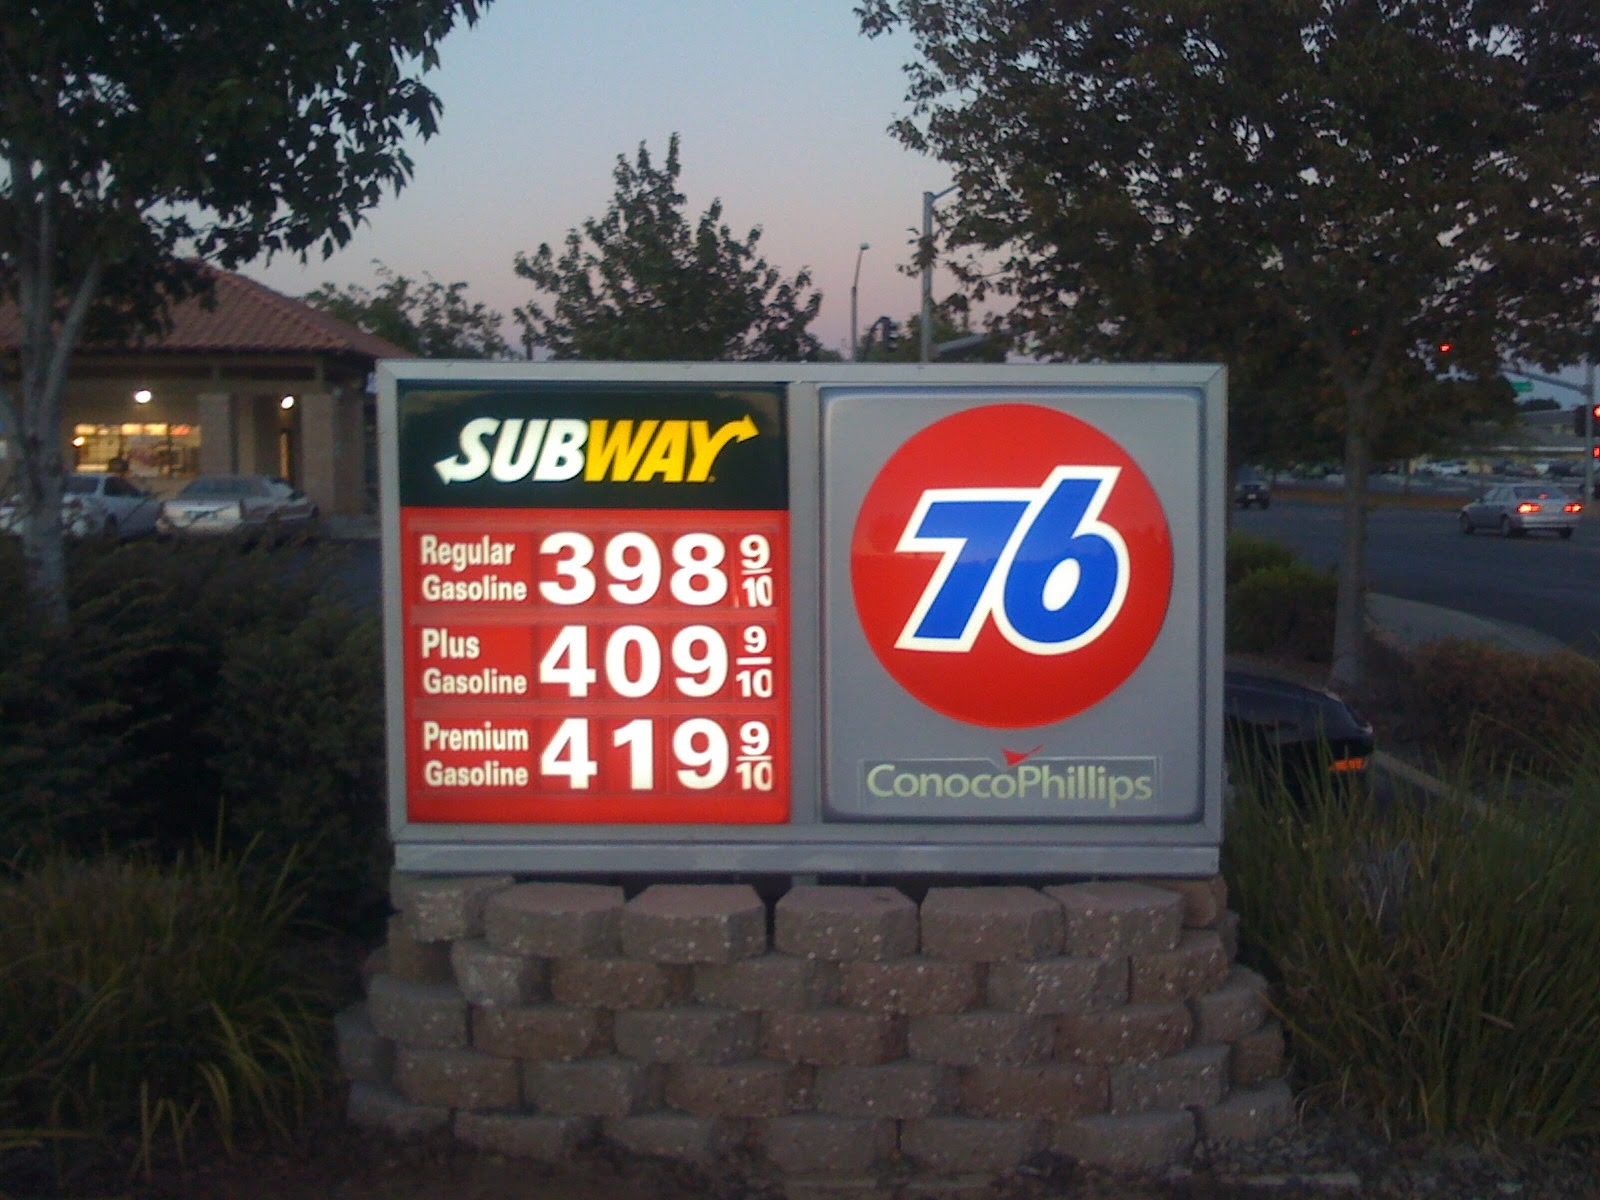 SUBWAY
Regular
Gasoline 398 9/10
Plus
Gasoline 409 9/10
Premium
Gasoline 419 9/10
76
ConocoPhillips